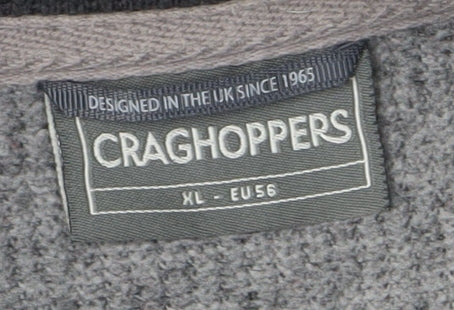 DESIGNED IN THE UK SINCE 1965
CRAGHOPPERS
XL - EU56